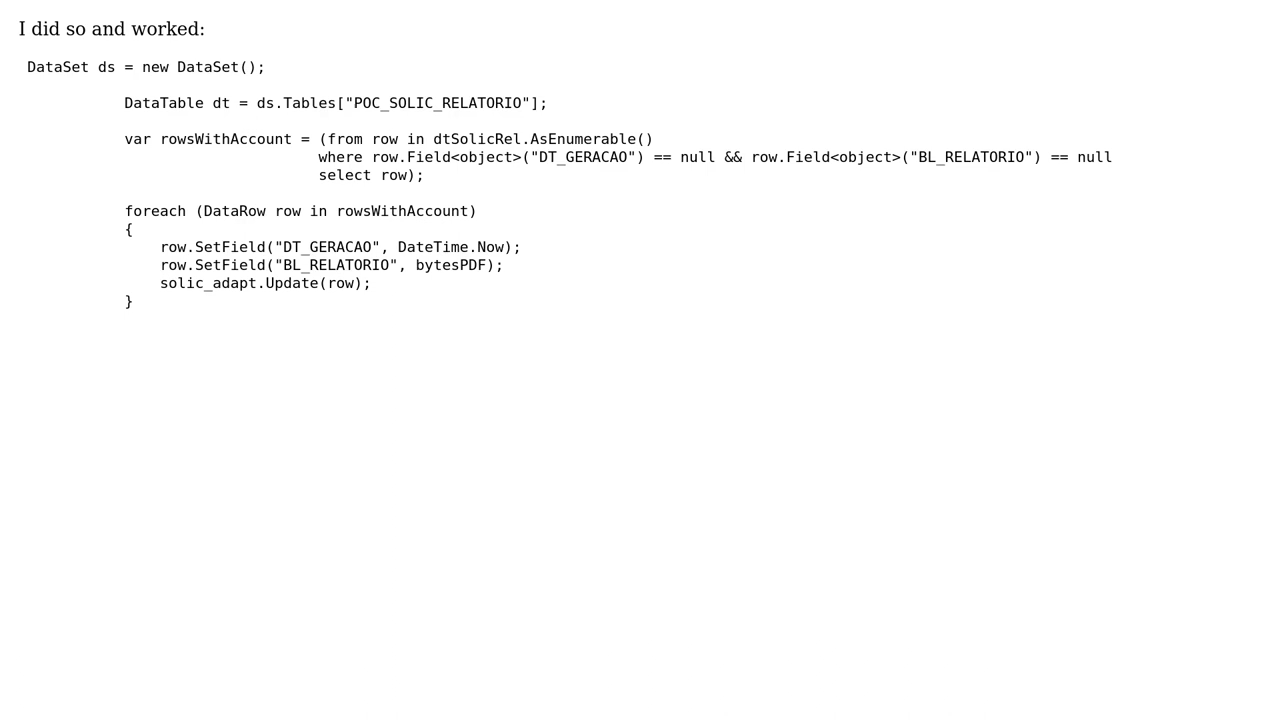 I did so and worked:
DataSet ds = new DataSet();
DataTable dt = ds.Tables["POC_SOLIC_RELATORIO"];
var rowsWithAccount = (from row in dtSolicRel.AsEnumerable()
where row.Field<object>("DT_GERACAO") == null && row.Field<object>("BL_RELATORIO") == null
select row);
foreach (DataRow row in rowsWithAccount)
{
row.SetField("DT_GERACAO", DateTime.Now);
row.SetField("BL_RELATORIO", bytesPDF);
solic_adapt.Update(row);
}